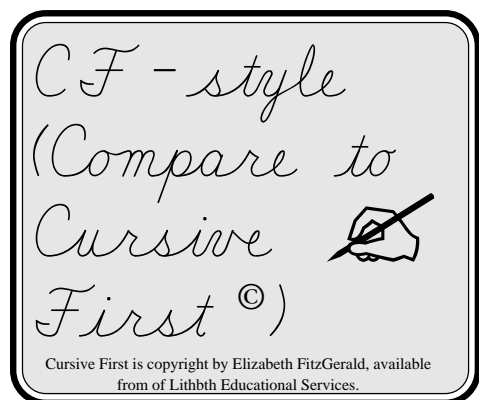 CF - style
(Compare to
Cursive
First ©)
Cursive First is copyright by Elizabeth FitzGerald, available
from of Lithbth Educational Services.